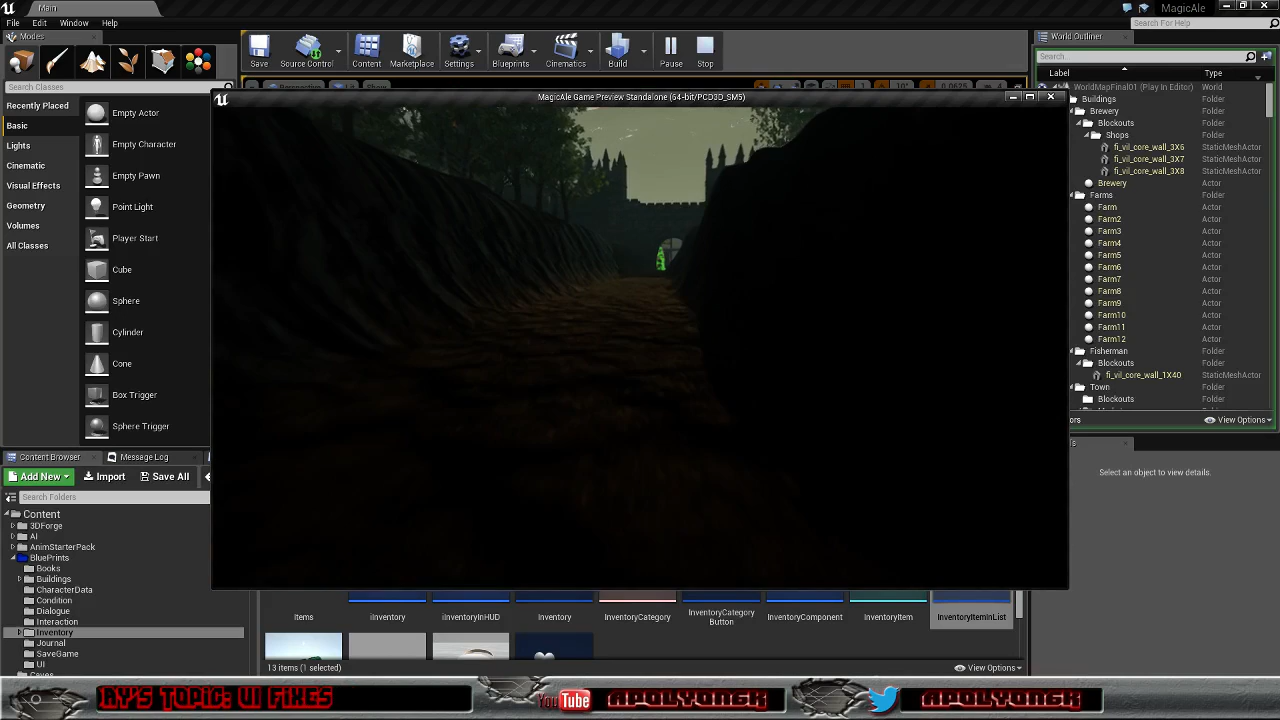 Main
MagicAle
File Edit Window Help
Search For Help
Modes
World Outliner
Save Source Control Content Marketplace Settings Blueprints Cinematics Build Pause Stop
Search...
Search Classes
Label Type
Recently Placed
Basic
Lights
Cinematic
Visual Effects
Geometry
Volumes
All Classes
Empty Actor
Empty Character
Empty Pawn
Point Light
Player Start
Cube
Sphere
Cylinder
Cone
Box Trigger
Sphere Trigger
MagicAle Game Preview Standalone (64-bit/PCD3D_SM5)
WorldMapFinal01 (Play In Editor) World
Buildings Folder
Brewery Folder
Blockouts Folder
Shops Folder
fi_vil_core_wall_3X6 StaticMeshActor
fi_vil_core_wall_3X7 StaticMeshActor
fi_vil_core_wall_3X8 StaticMeshActor
Brewery Actor
Farms Folder
Farm Actor
Farm2 Actor
Farm3 Actor
Farm4 Actor
Farm5 Actor
Farm6 Actor
Farm7 Actor
Farm8 Actor
Farm9 Actor
Farm10 Actor
Farm11 Actor
Farm12 Actor
Fisherman Folder
Blockouts Folder
fi_vil_core_wall_1X40 StaticMeshActor
Town Folder
Blockouts Folder
View Options
Select an object to view details.
Content Browser Message Log
Add New Import Save All
Search Folders
Content
3DForge
AI
AnimStarterPack
BluePrints
Books
Buildings
CharacterData
Condition
Dialogue
Interaction
Inventory
Journal
SaveGame
UI
Items iInventory iInventoryInHUD Inventory InventoryCategory InventoryCategory Button InventoryComponent InventoryItem InventoryItemInList
13 items (1 selected) View Options
AY'S TOPIC: UI FIXES
YouTube APOLYONGK
APOLYONGK